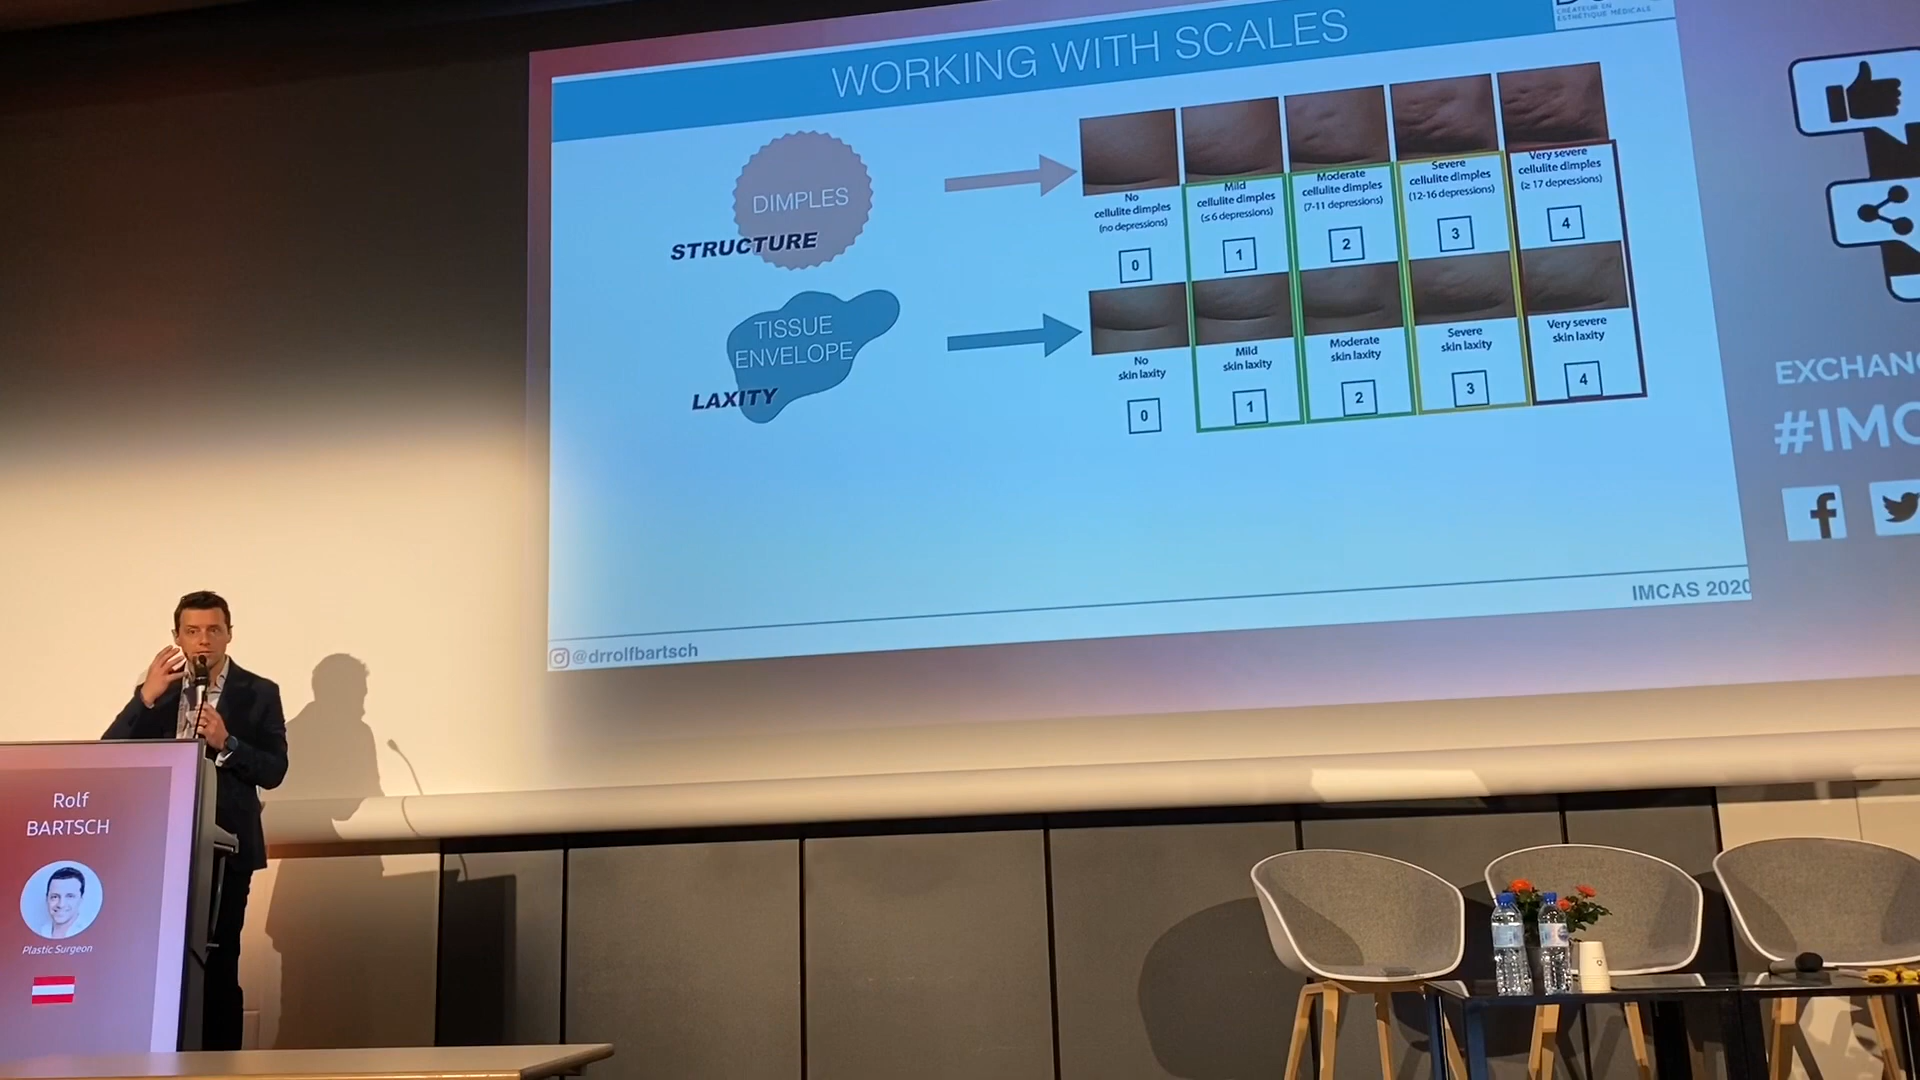 WORKING WITH SCALES
CRÉATEUR EN
ESTHÉTIQUE MÉDICALE
DIMPLES
STRUCTURE
No
cellulite dimples
(no depressions)
0
Mild
cellulite dimples
(≤ 6 depressions)
1
Moderate
cellulite dimples
(7-11 depressions)
2
Severe
cellulite dimples
(12-16 depressions)
3
Very severe
cellulite dimples
(≥ 17 depressions)
4
TISSUE
ENVELOPE
LAXITY
No
skin laxity
0
Mild
skin laxity
1
Moderate
skin laxity
2
Severe
skin laxity
3
Very severe
skin laxity
4
@drrolfbartsch
IMCAS 2020
EXCHAN
#IMC
Rolf
BARTSCH
Plastic Surgeon